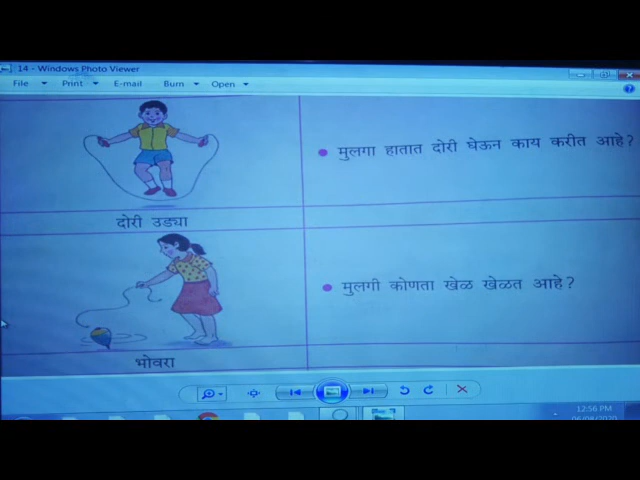 14 - Windows Photo Viewer
File Print E-mail Burn Open
मुलगा हातात दोरी घेऊन काय करीत आहे?
दोरी उड्या
मुलगी कोणता खेळ खेळत आहे?
भोवरा
12:56 PM